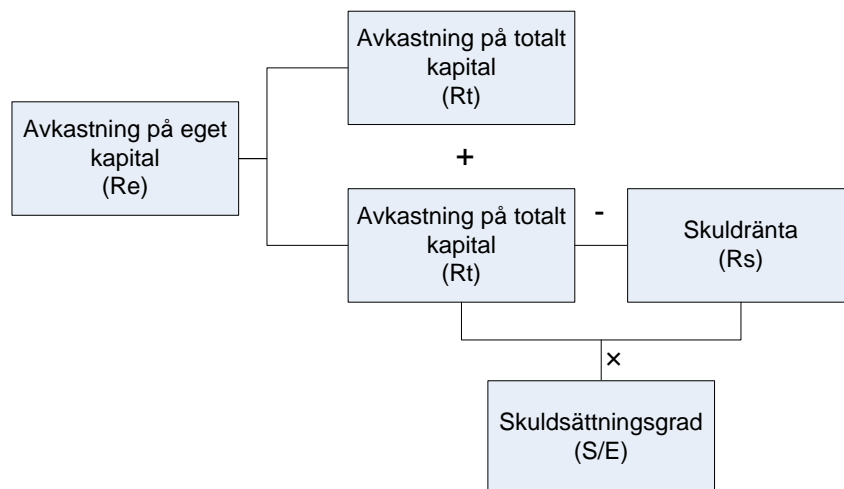 Avkastning på totalt
kapital
(Rt)
Avkastning på eget
kapital
(Re)
+
Avkastning på totalt
kapital
(Rt)
-
Skuldränta
(Rs)
×
Skuldsättningsgrad
(S/E)